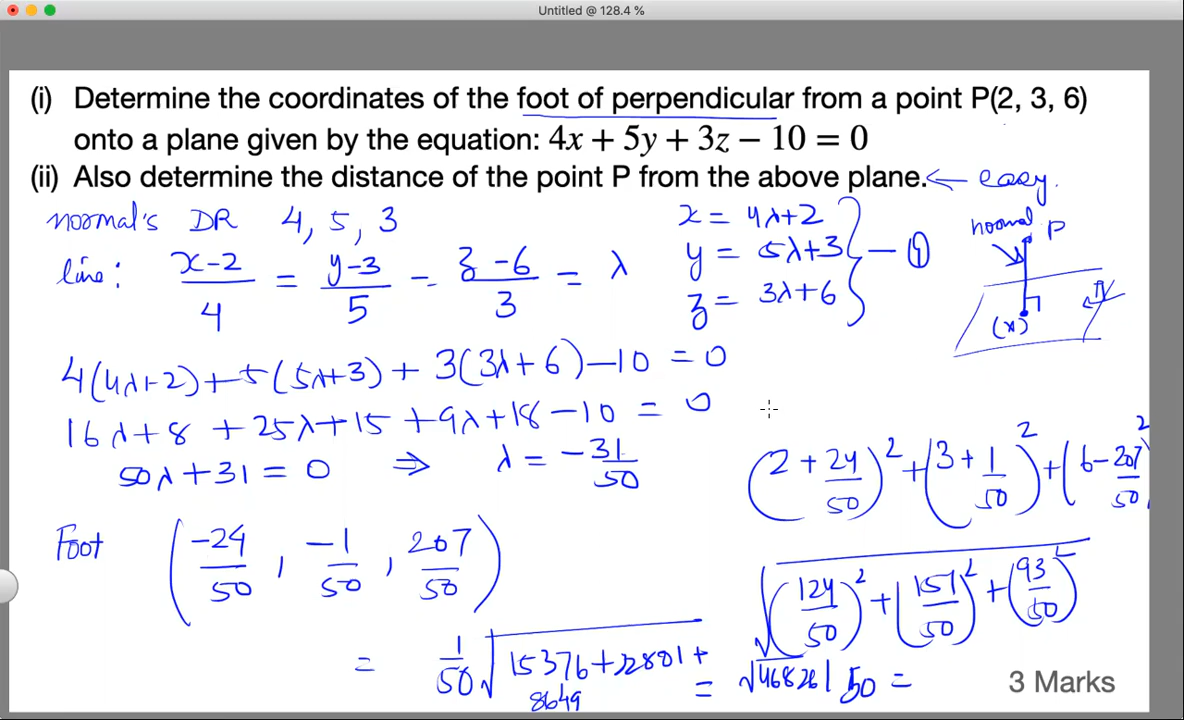 Untitled @ 128.4 %
(i) Determine the coordinates of the foot of perpendicular from a point P(2, 3, 6)
onto a plane given by the equation: 4x + 5y + 3z − 10 = 0
(ii) Also determine the distance of the point P from the above plane. ← easy.
normal's DR 4, 5, 3
line: (x-2)/4 = (y-3)/5 = (z-6)/3 = λ
x = 4λ+2
y = 5λ+3
z = 3λ+6
} — ①
normal P
(x)
4(4λ+2)+5(5λ+3)+3(3λ+6)-10 = 0
16λ+8+25λ+15+9λ+18-10 = 0
50λ+31 = 0 ⇒ λ = -31/50
Foot (-24/50, -1/50, 207/50)
(2+24/50)²+(3+1/50)²+(6-207/50)²
√(124/50)²+(151/50)²+(93/50)²
= 1/50 √15376+22801+8649 = √46826/50 =
3 Marks